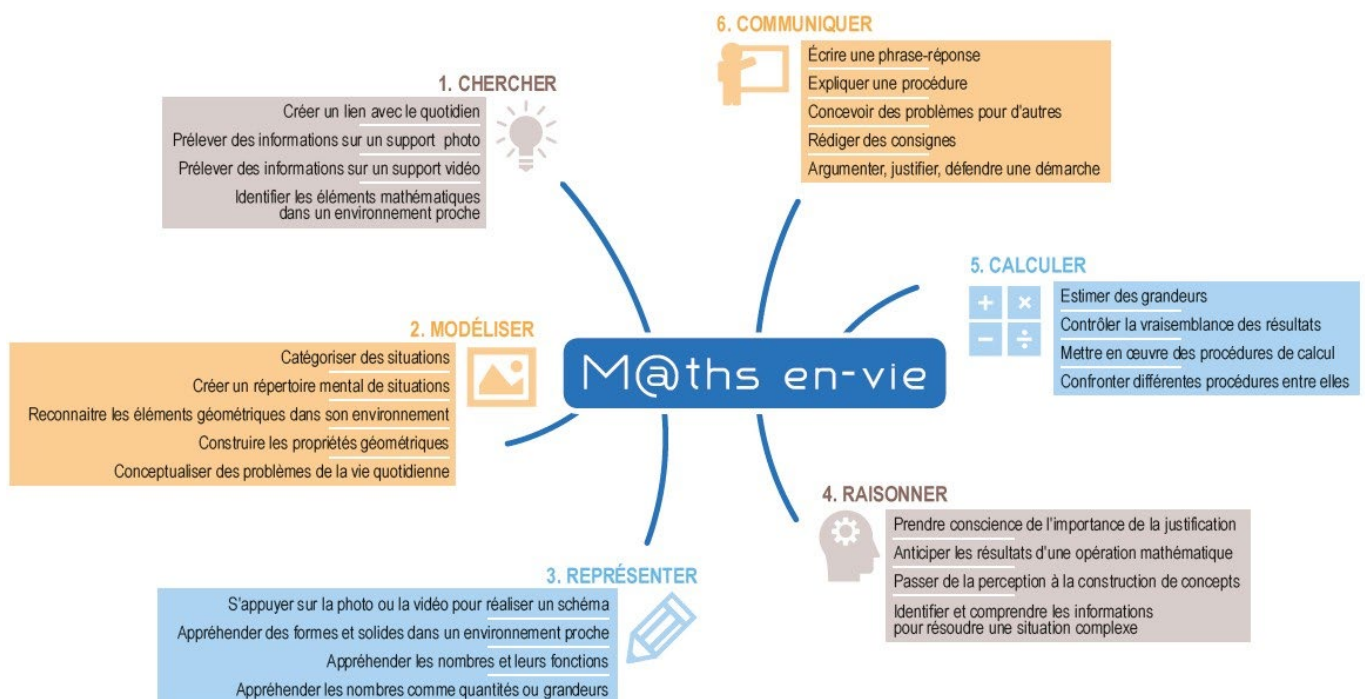 6. COMMUNIQUER
Écrire une phrase-réponse
Expliquer une procédure
Concevoir des problèmes pour d'autres
Rédiger des consignes
Argumenter, justifier, défendre une démarche
1. CHERCHER
Créer un lien avec le quotidien
Prélever des informations sur un support photo
Prélever des informations sur un support vidéo
Identifier les éléments mathématiques
dans un environnement proche
5. CALCULER
+ ×
− ÷
Estimer des grandeurs
Contrôler la vraisemblance des résultats
Mettre en œuvre des procédures de calcul
Confronter différentes procédures entre elles
2. MODÉLISER
Catégoriser des situations
Créer un répertoire mental de situations
Reconnaitre les éléments géométriques dans son environnement
Construire les propriétés géométriques
Conceptualiser des problèmes de la vie quotidienne
M@ths en-vie
4. RAISONNER
Prendre conscience de l'importance de la justification
Anticiper les résultats d'une opération mathématique
Passer de la perception à la construction de concepts
Identifier et comprendre les informations
pour résoudre une situation complexe
3. REPRÉSENTER
S'appuyer sur la photo ou la vidéo pour réaliser un schéma
Appréhender des formes et solides dans un environnement proche
Appréhender les nombres et leurs fonctions
Appréhender les nombres comme quantités ou grandeurs